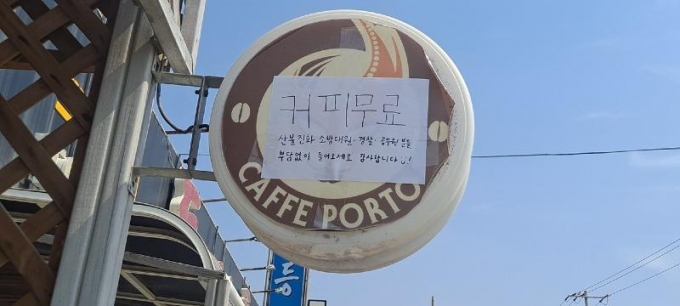 커피무료
산불진화 소방대원·경찰·공무원 분들
부담없이 들어오세요 감사합니다 !
CAFFE PORTO
등